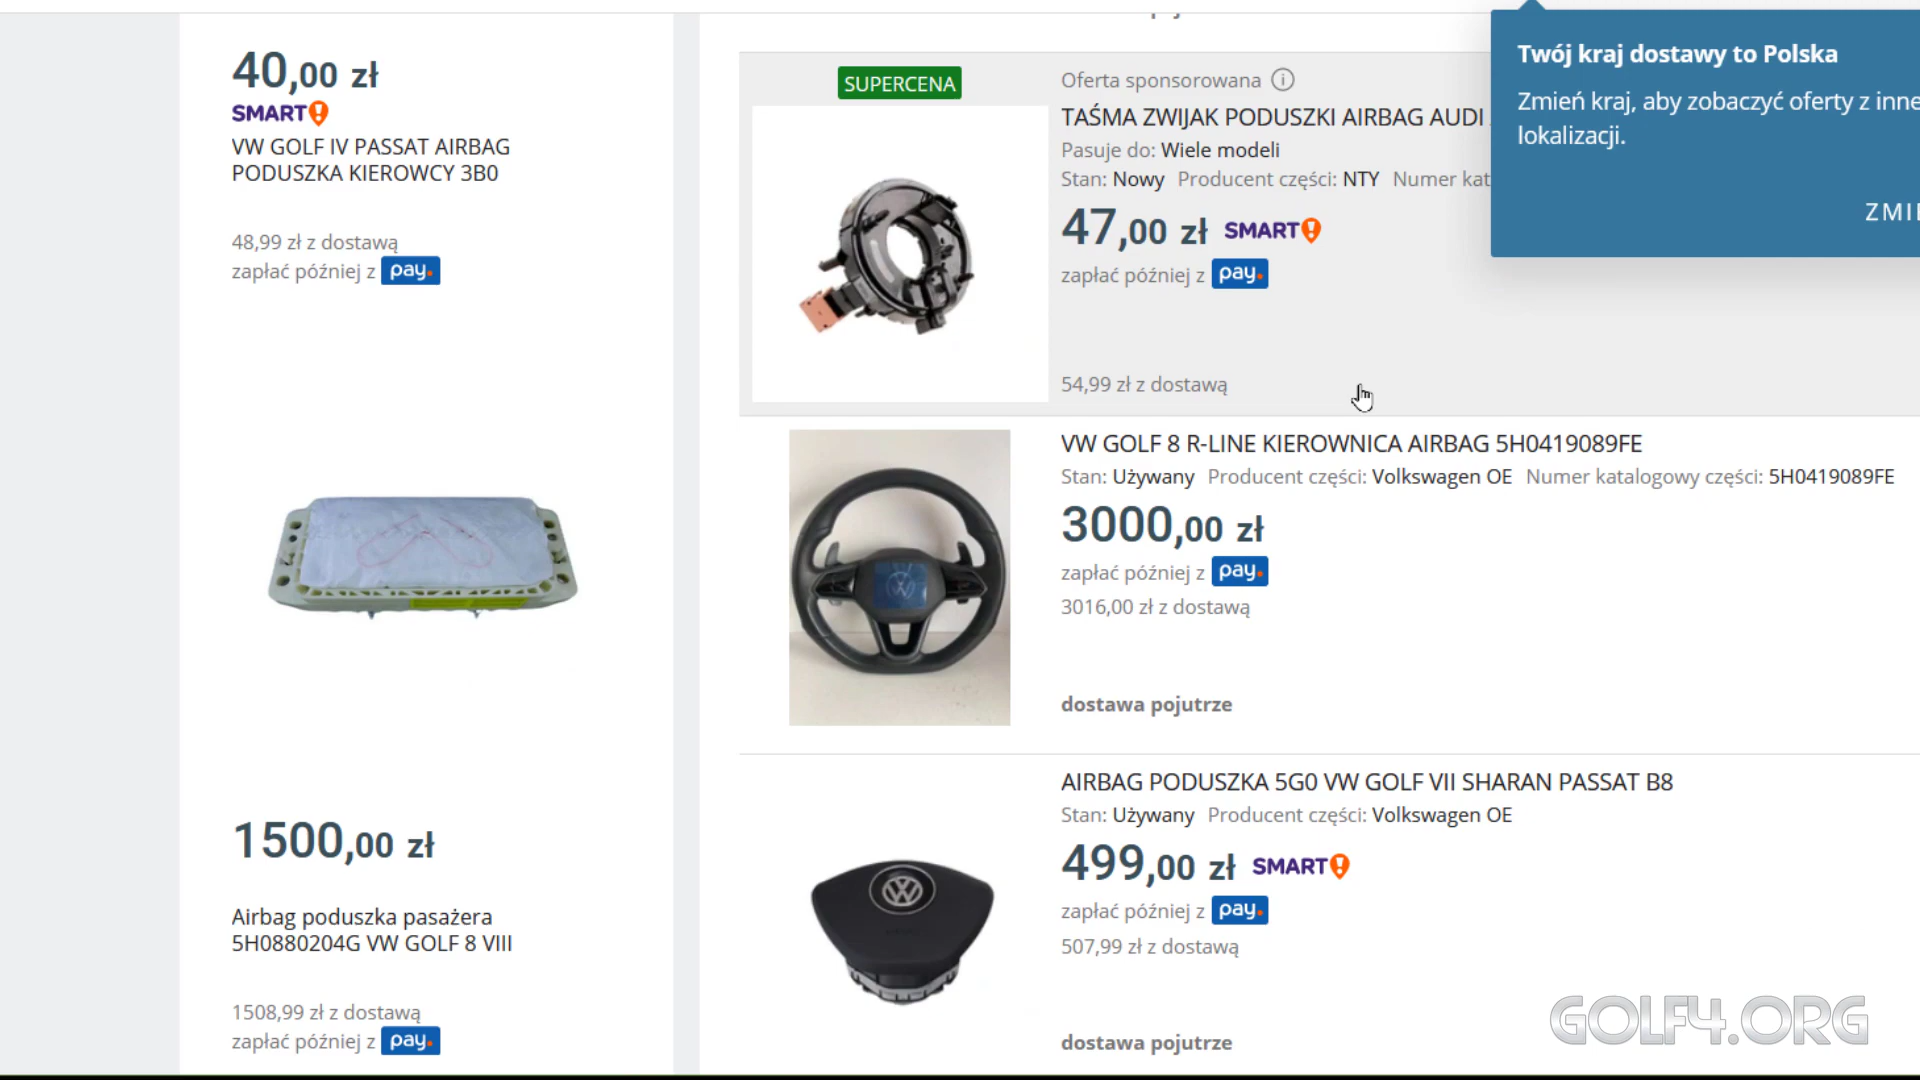 40,00 zł
SMART!
VW GOLF IV PASSAT AIRBAG
PODUSZKA KIEROWCY 3B0
48,99 zł z dostawą
zapłać później z pay.
1500,00 zł
Airbag poduszka pasażera
5H0880204G VW GOLF 8 VIII
1508,99 zł z dostawą
zapłać później z pay.
SUPERCENA
Oferta sponsorowana
TAŚMA ZWIJAK PODUSZKI AIRBAG AUDI
Pasuje do: Wiele modeli
Stan: Nowy Producent części: NTY Numer kat
47,00 zł SMART!
zapłać później z pay.
54,99 zł z dostawą
VW GOLF 8 R-LINE KIEROWNICA AIRBAG 5H0419089FE
Stan: Używany Producent części: Volkswagen OE Numer katalogowy części: 5H0419089FE
3000,00 zł
zapłać później z pay.
3016,00 zł z dostawą
dostawa pojutrze
AIRBAG PODUSZKA 5G0 VW GOLF VII SHARAN PASSAT B8
Stan: Używany Producent części: Volkswagen OE
499,00 zł SMART!
zapłać później z pay.
507,99 zł z dostawą
dostawa pojutrze
Twój kraj dostawy to Polska
Zmień kraj, aby zobaczyć oferty z inne
lokalizacji.
ZMIE
GOLF4.ORG